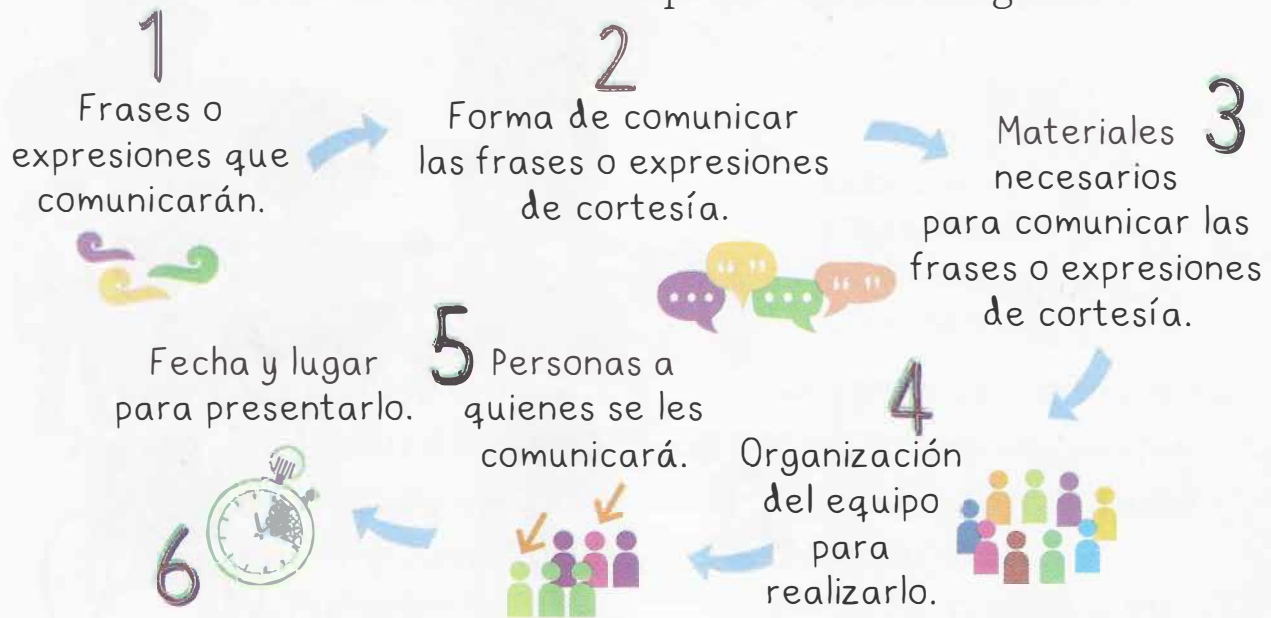 1
Frases o
expresiones que
comunicarán.
2
Forma de comunicar
las frases o expresiones
de cortesía.
3
Materiales
necesarios
para comunicar las
frases o expresiones
de cortesía.
4
Organización
del equipo
para
realizarlo.
5
Personas a
quienes se les
comunicará.
6
Fecha y lugar
para presentarlo.